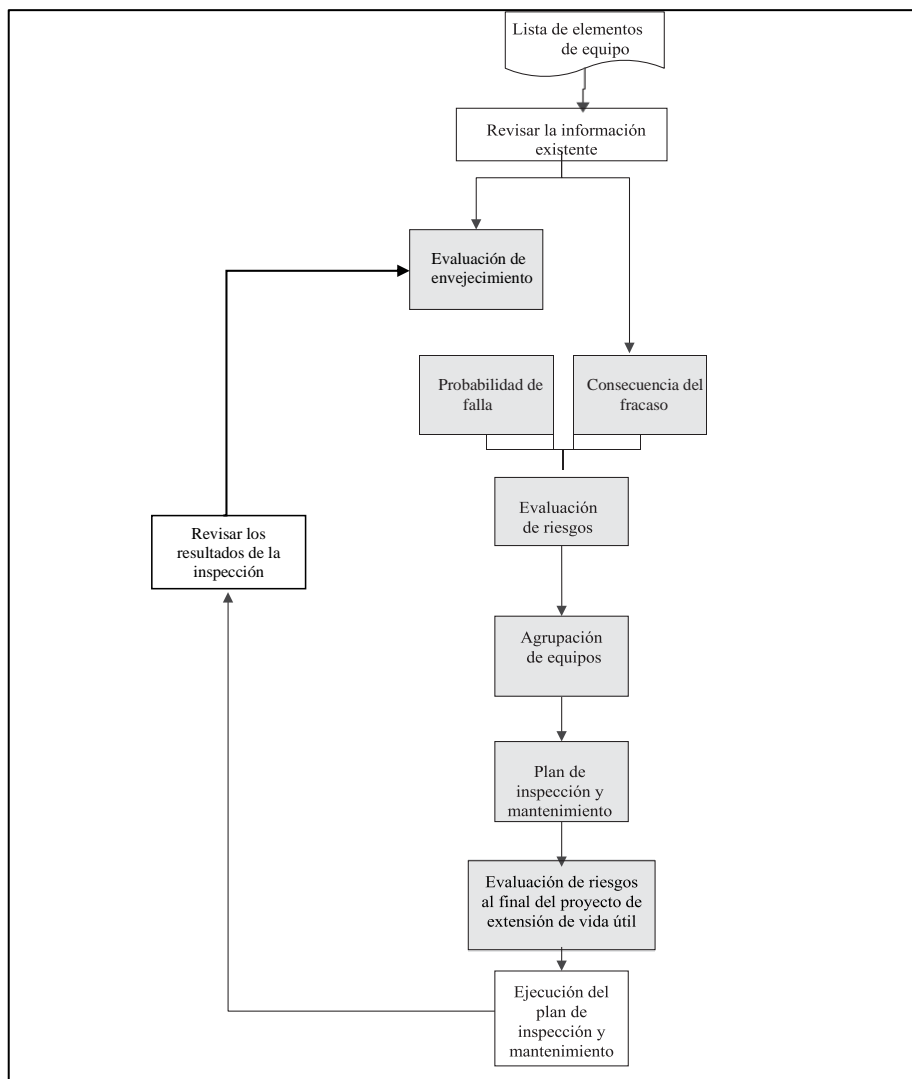 Lista de elementos
de equipo
Revisar la información
existente
Evaluación de
envejecimiento
Probabilidad de
falla
Consecuencia del
fracaso
Evaluación
de riesgos
Revisar los
resultados de la
inspección
Agrupación
de equipos
Plan de
inspección y
mantenimiento
Evaluación de riesgos
al final del proyecto de
extensión de vida útil
Ejecución del
plan de
inspección y
mantenimiento